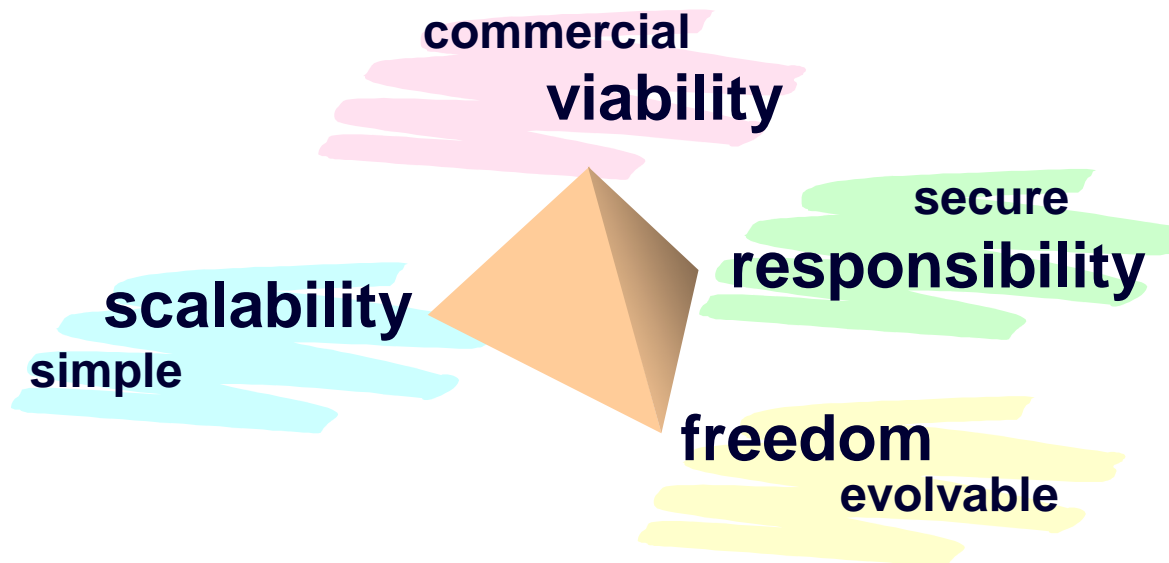 commercial
viability
secure
responsibility
scalability
simple
freedom
evolvable